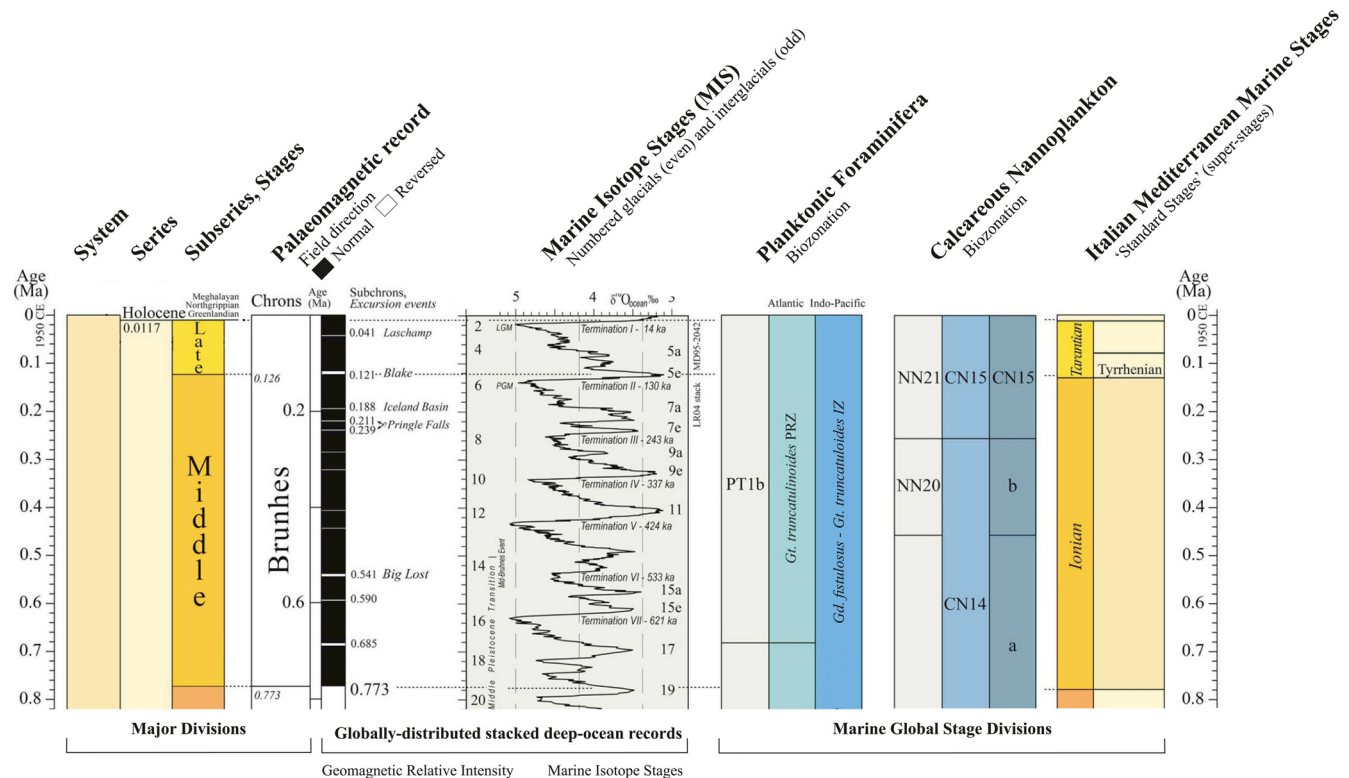 System
Series
Subseries, Stages
Palaeomagnetic record
Field direction
Normal Reversed
Marine Isotope Stages (MIS)
Numbered glacials (even) and interglacials (odd)
Planktonic Foraminifera
Biozonation
Calcareous Nannoplankton
Biozonation
Italian Mediterranean Marine Stages
‘Standard Stages’ (super-stages)
Age
(Ma)
1950 CE
0
0.1
0.2
0.3
0.4
0.5
0.6
0.7
0.8
Holocene
0.0117
Meghalayan
Northgrippian
Greenlandian
Late
Middle
Chrons
0.126
Brunhes
0.773
Age
(Ma)
0.2
0.6
Subchrons,
Excursion events
0.041 Laschamp
0.121 Blake
0.188 Iceland Basin
0.211
0.239 Pringle Falls
0.541 Big Lost
0.590
0.685
0.773
5 4 3
δ¹⁸Oocean‰
2
4
6
8
10
12
14
16
18
20
LGM
PGM
Mid-Bruhnes Event
Middle Pleistocene Transition
Termination I - 14 ka
Termination II - 130 ka
Termination III - 243 ka
Termination IV - 337 ka
Termination V - 424 ka
Termination VI - 533 ka
Termination VII - 621 ka
5a
5e
7a
7e
9a
9e
11
15a
15e
17
19
MD95-2042
LR04 stack
Atlantic Indo-Pacific
PT1b
Gt. truncatulinoides PRZ
Gd. fistulosus - Gt. truncatuloides IZ
NN21
NN20
CN15
CN14
CN15
b
a
Tarantian
Tyrrhenian
Ionian
Age
(Ma)
1950 CE
0
0.1
0.2
0.3
0.4
0.5
0.6
0.7
0.8
Major Divisions
Globally-distributed stacked deep-ocean records
Marine Global Stage Divisions
Geomagnetic Relative Intensity
Marine Isotope Stages